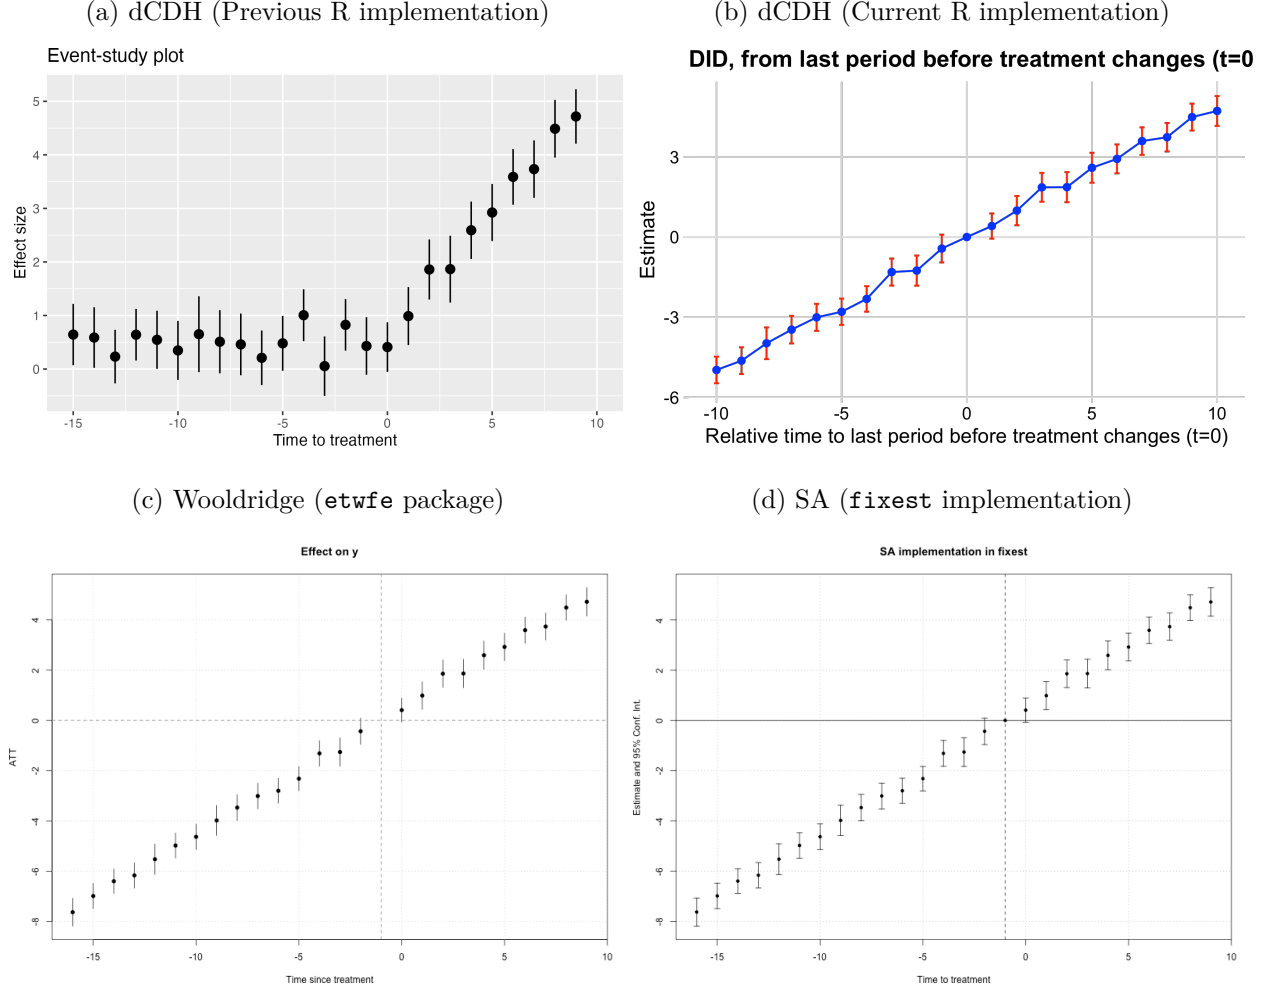 (a) dCDH (Previous R implementation)
Event-study plot
Effect size
5
4
3
2
1
0
-15
-10
-5
0
5
10
Time to treatment
(b) dCDH (Current R implementation)
DID, from last period before treatment changes (t=0
Estimate
3
0
-3
-6
-10
-5
0
5
10
Relative time to last period before treatment changes (t=0)
(c) Wooldridge (etwfe package)
Effect on y
ATT
4
2
0
-2
-4
-6
-8
-15
-10
-5
0
5
10
Time since treatment
(d) SA (fixest implementation)
SA implementation in fixest
Estimate and 95% Conf. Int.
4
2
0
-2
-4
-6
-8
-15
-10
-5
0
5
10
Time to treatment